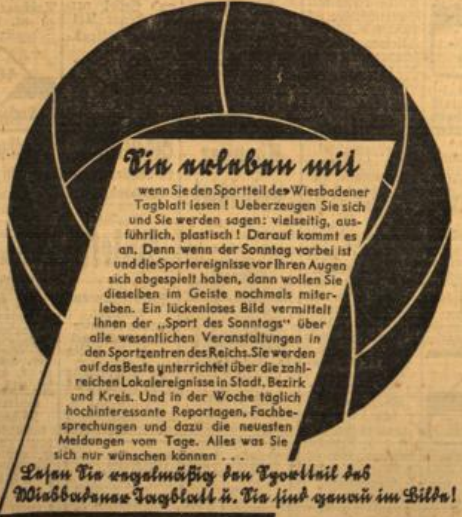 Sie erleben mit
wenn Sie den Sportteil des Wiesbadener
Tagblatt lesen! Ueberzeugen Sie sich
und Sie werden sagen: vielseitig, aus-
führlich, plastisch! Darauf kommt es
an. Denn wenn der Sonntag vorbei ist
und die Sportereignisse vor Ihren Augen
sich abgespielt haben, dann wollen Sie
dieselben im Geiste nochmals miter-
leben. Ein lückenloses Bild vermittelt
Ihnen der „Sport des Sonntags“ über
alle wesentlichen Veranstaltungen in
den Sportzentren des Reichs. Sie werden
auf das Beste unterrichtet über die zahl-
reichen Lokalereignisse in Stadt, Bezirk
und Kreis. Und in der Woche täglich
hochinteressante Reportagen, Fachbe-
sprechungen und dazu die neuesten
Meldungen vom Tage. Alles was Sie
sich nur wünschen können . . .
Lesen Sie regelmäßig den Sportteil des
Wiesbadener Tagblatt u. Sie sind genau im Bilde!